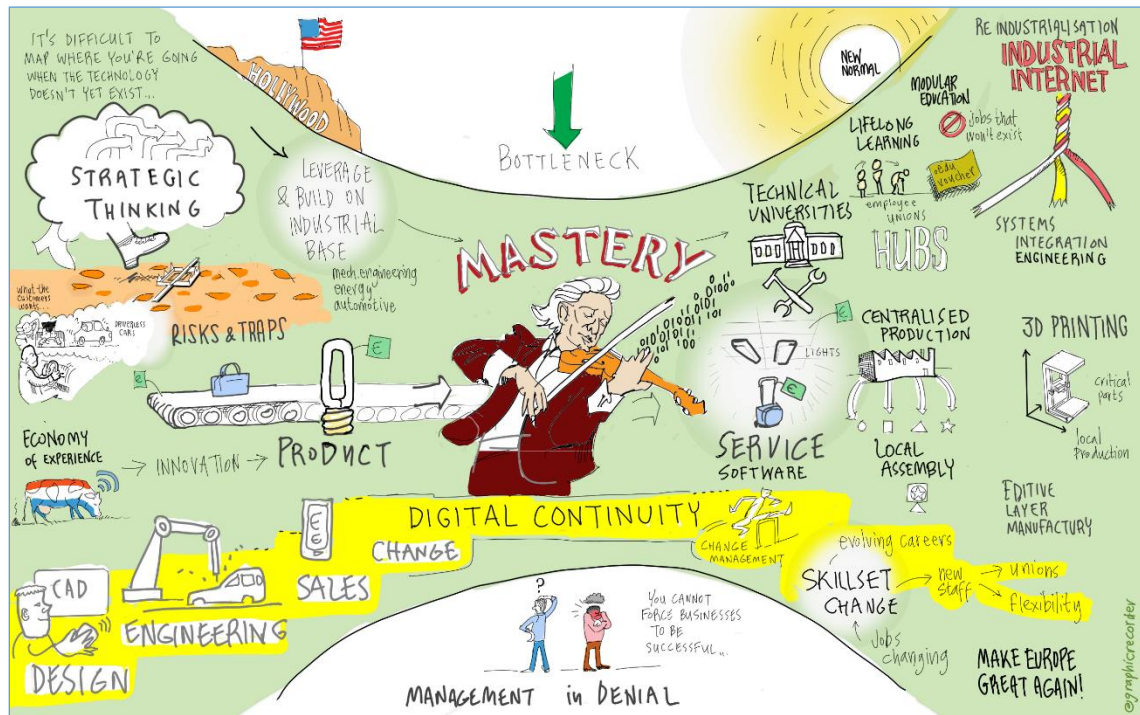 IT'S DIFFICULT TO
MAP WHERE YOU'RE GOING
WHEN THE TECHNOLOGY
DOESN'T YET EXIST...
STRATEGIC
THINKING
HOLLYWOOD
LEVERAGE
& BUILD ON
INDUSTRIAL
BASE
mech.engineering
energy
automotive
BOTTLENECK
NEW
NORMAL
RE INDUSTRIALISATION
INDUSTRIAL
INTERNET
MODULAR
EDUCATION
jobs that
won't exist
LIFELONG
LEARNING
edu
voucher
employee
UNIONS
HUBS
TECHNICAL
UNIVERSITIES
SYSTEMS
INTEGRATION
ENGINEERING
MASTERY
What the
customers
wants...
DRIVERLESS
CARS
RISKS & TRAPS
€
€
PRODUCT
ECONOMY
OF EXPERIENCE
INNOVATION
€
LIGHTS
€
SERVICE
SOFTWARE
CENTRALISED
PRODUCTION
LOCAL
ASSEMBLY
3D PRINTING
critical
parts
local
production
EDITIVE
LAYER
MANUFACTURY
DIGITAL CONTINUITY
CHANGE
MANAGEMENT
CHANGE
€
€
SALES
ENGINEERING
CAD
DESIGN
evolving careers
SKILLSET
CHANGE
new
staff
unions
flexibility
Jobs
changing
?
YOU CANNOT
FORCE BUSINESSES
TO BE
SUCCESSFUL...
MANAGEMENT in DENIAL
MAKE EUROPE
GREAT AGAIN!
@graphicrecorder